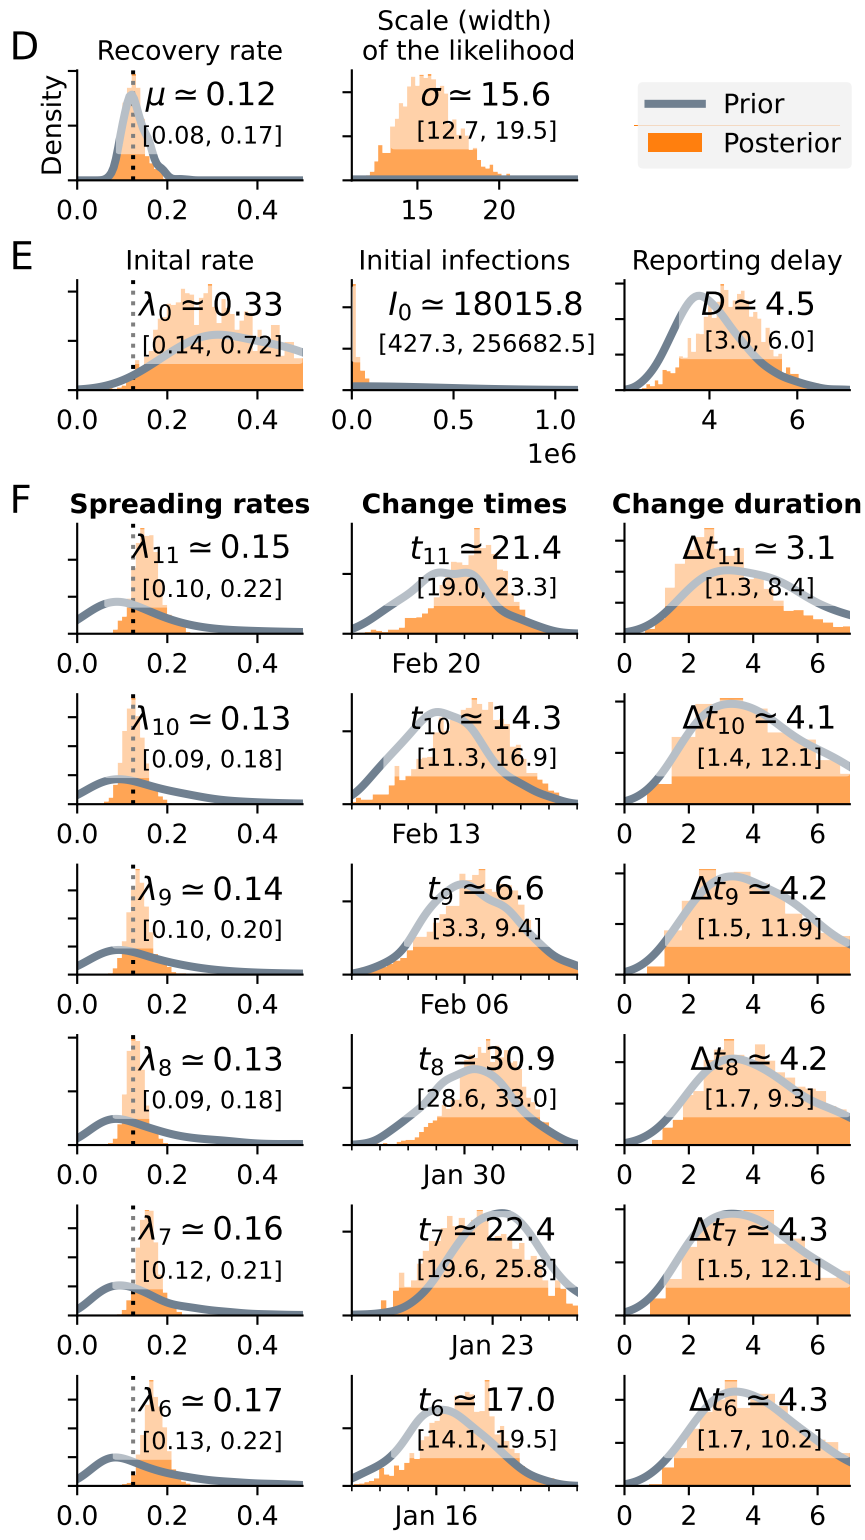 D
Recovery rate
Scale (width)
of the likelihood
Density
μ ≃ 0.12
[0.08, 0.17]
0.0 0.2 0.4
σ ≃ 15.6
[12.7, 19.5]
15 20
Prior
Posterior
E
Inital rate
λ0 ≃ 0.33
[0.14, 0.72]
0.0 0.2 0.4
Initial infections
I0 ≃ 18015.8
[427.3, 256682.5]
0.0 0.5 1.0
1e6
Reporting delay
D ≃ 4.5
[3.0, 6.0]
4 6
F
Spreading rates
Change times
Change duration
λ11 ≃ 0.15
[0.10, 0.22]
0.0 0.2 0.4
t11 ≃ 21.4
[19.0, 23.3]
Feb 20
Δt11 ≃ 3.1
[1.3, 8.4]
0 2 4 6
λ10 ≃ 0.13
[0.09, 0.18]
0.0 0.2 0.4
t10 ≃ 14.3
[11.3, 16.9]
Feb 13
Δt10 ≃ 4.1
[1.4, 12.1]
0 2 4 6
λ9 ≃ 0.14
[0.10, 0.20]
0.0 0.2 0.4
t9 ≃ 6.6
[3.3, 9.4]
Feb 06
Δt9 ≃ 4.2
[1.5, 11.9]
0 2 4 6
λ8 ≃ 0.13
[0.09, 0.18]
0.0 0.2 0.4
t8 ≃ 30.9
[28.6, 33.0]
Jan 30
Δt8 ≃ 4.2
[1.7, 9.3]
0 2 4 6
λ7 ≃ 0.16
[0.12, 0.21]
0.0 0.2 0.4
t7 ≃ 22.4
[19.6, 25.8]
Jan 23
Δt7 ≃ 4.3
[1.5, 12.1]
0 2 4 6
λ6 ≃ 0.17
[0.13, 0.22]
0.0 0.2 0.4
t6 ≃ 17.0
[14.1, 19.5]
Jan 16
Δt6 ≃ 4.3
[1.7, 10.2]
0 2 4 6